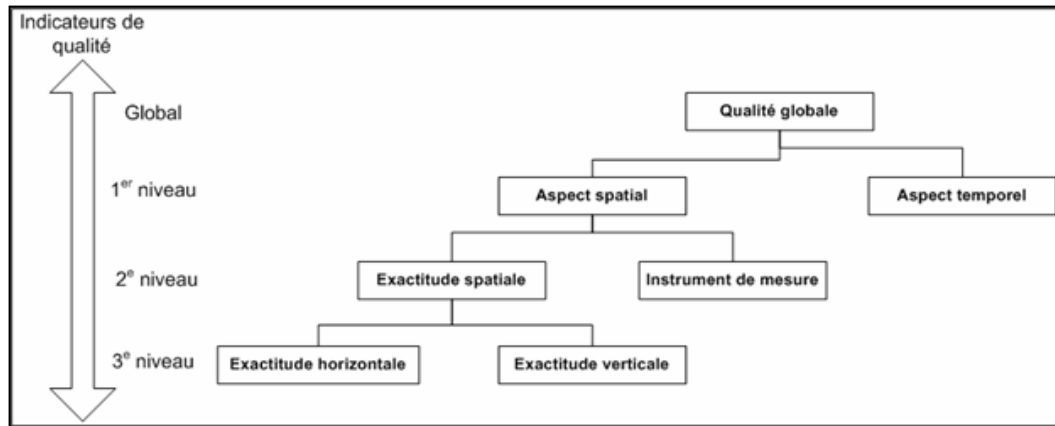 Indicateurs de
qualité
Global
Qualité globale
1er niveau
Aspect spatial
Aspect temporel
2e niveau
Exactitude spatiale
Instrument de mesure
3e niveau
Exactitude horizontale
Exactitude verticale